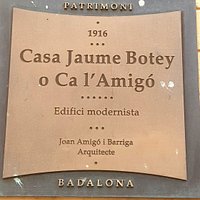 PATRIMONI
1916
Casa Jaume Botey
o Ca l'Amigó
Edifici modernista
Joan Amigó i Barriga
Arquitecte
BADALONA